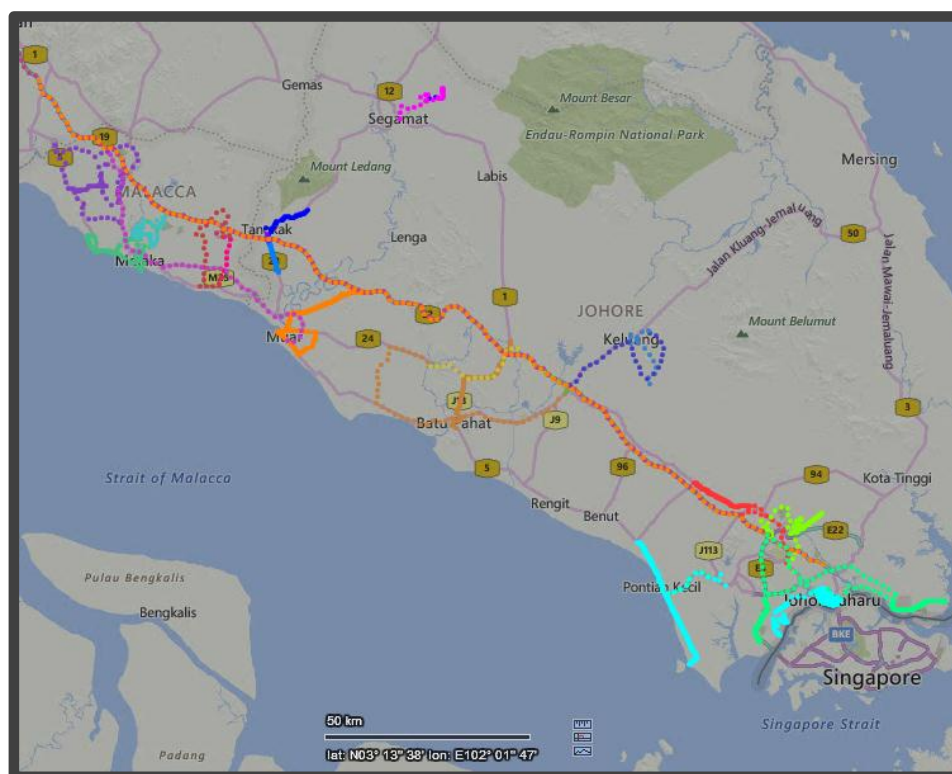 1
Gemas
12
Mount Besar
Segamat
Endau-Rompin National Park
19
Mount Ledang
Labis
Mersing
MALACCA
Jalan Kluang-Jemaluang
Tangkak
Lenga
50
Jalan Mawai-Jemaluang
Melaka
1
JOHORE
Mount Belumut
Muar
24
Keluang
3
Batu Pahat
J9
96
5
94
Kota Tinggi
Strait of Malacca
Rengit
Benut
E22
J113
Pulau Bengkalis
Pontian Kecil
Johor Baharu
Bengkalis
BKE
Singapore
50 km
Singapore Strait
lat: N03° 13' 38' lon: E102° 01' 47'
Padang